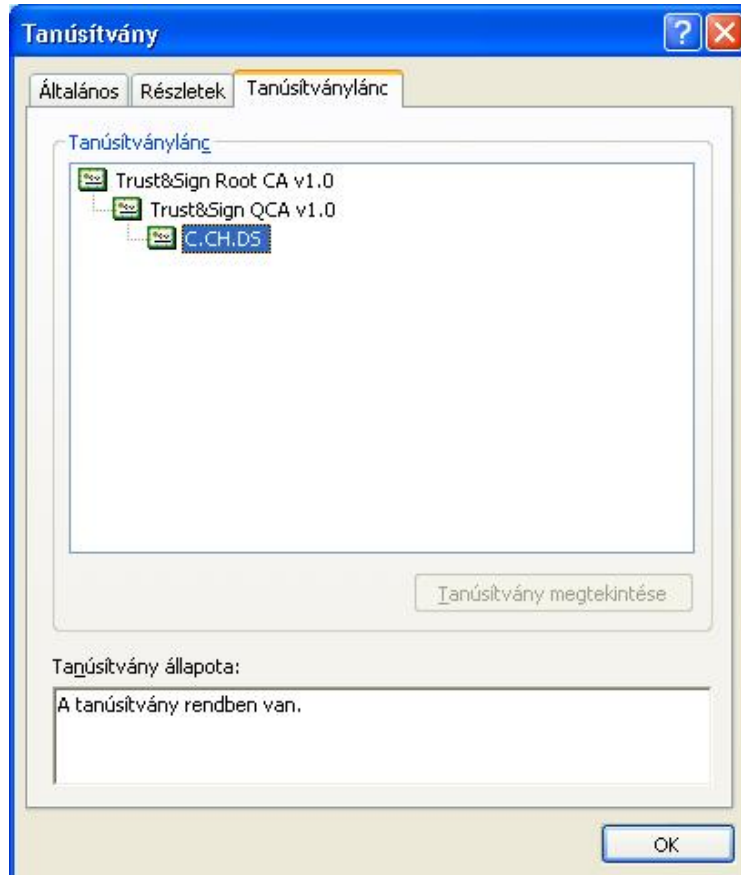 Tanúsítvány
Általános Részletek Tanúsítványlánc
Tanúsítványlánc
Trust&Sign Root CA v1.0
Trust&Sign QCA v1.0
C.CH.DS
Tanúsítvány megtekintése
Tanúsítvány állapota:
A tanúsítvány rendben van.
OK